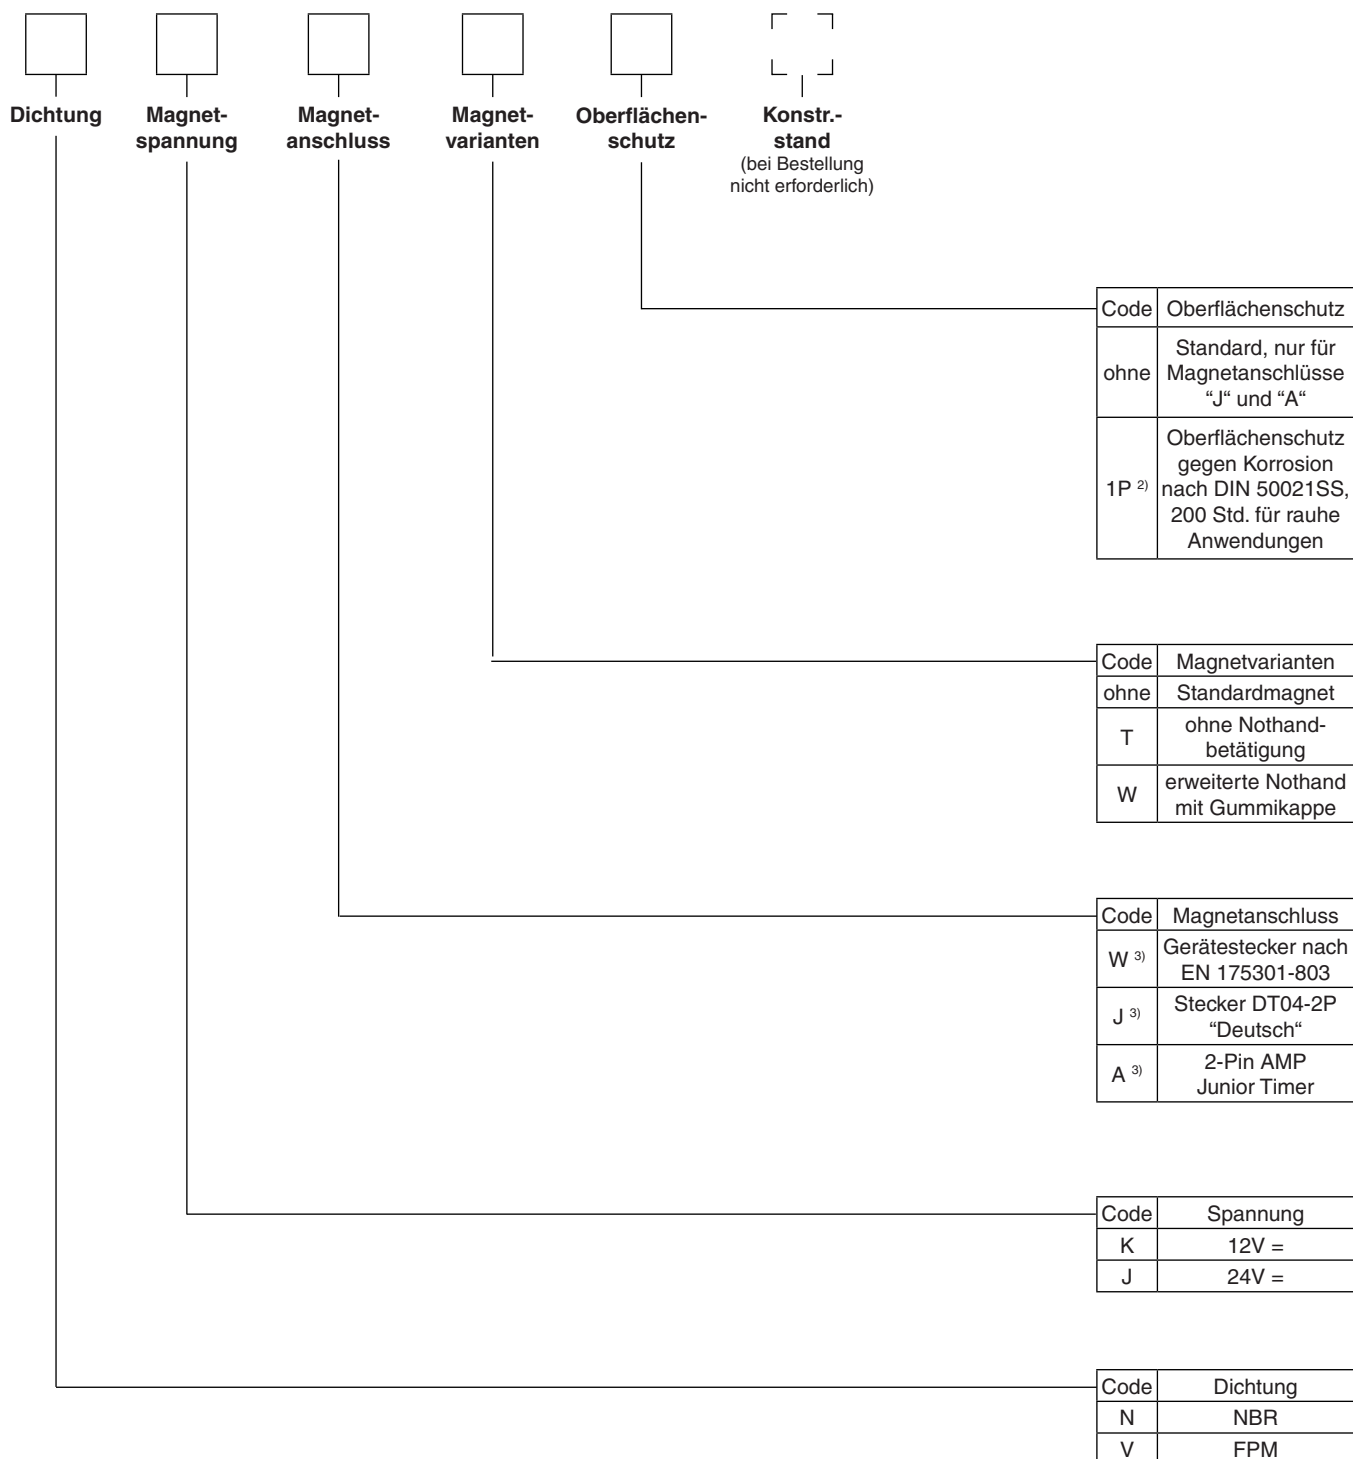 Dichtung
Magnet-
spannung
Magnet-
anschluss
Magnet-
varianten
Oberflächen-
schutz
Konstr.-
stand
(bei Bestellung
nicht erforderlich)
Code Oberflächenschutz
ohne Standard, nur für
Magnetanschlüsse
“J“ und “A“
1P 2) Oberflächenschutz
gegen Korrosion
nach DIN 50021SS,
200 Std. für rauhe
Anwendungen
Code Magnetvarianten
ohne Standardmagnet
T ohne Nothand-
betätigung
W erweiterte Nothand
mit Gummikappe
Code Magnetanschluss
W 3) Gerätestecker nach
EN 175301-803
J 3) Stecker DT04-2P
“Deutsch“
A 3) 2-Pin AMP
Junior Timer
Code Spannung
K 12V =
J 24V =
Code Dichtung
N NBR
V FPM